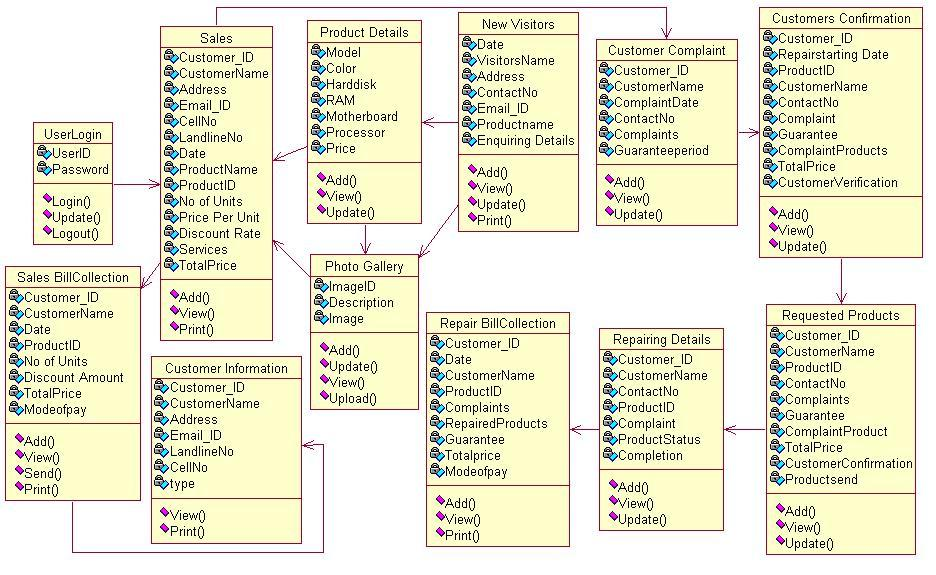 UserLogin
UserID
Password
Login()
Update()
Logout()
Sales
Customer_ID
CustomerName
Address
Email_ID
CellNo
LandlineNo
Date
ProductName
ProductID
No of Units
Price Per Unit
Discount Rate
Services
TotalPrice
Add()
View()
Print()
Product Details
Model
Color
Harddisk
RAM
Motherboard
Processor
Price
Add()
View()
Update()
New Visitors
Date
VisitorsName
Address
ContactNo
Email_ID
Productname
Enquiring Details
Add()
View()
Update()
Print()
Customer Complaint
Customer_ID
CustomerName
ComplaintDate
ContactNo
Complaints
Guaranteeperiod
Add()
View()
Update()
Customers Confirmation
Customer_ID
Repairstarting Date
ProductID
CustomerName
ContactNo
Complaint
Guarantee
ComplaintProducts
TotalPrice
CustomerVerification
Add()
View()
Update()
Sales BillCollection
Customer_ID
CustomerName
Date
ProductID
No of Units
Discount Amount
TotalPrice
Modeofpay
Add()
View()
Send()
Print()
Customer Information
Customer_ID
CustomerName
Address
Email_ID
LandlineNo
CellNo
type
View()
Print()
Photo Gallery
ImageID
Description
Image
Add()
Update()
View()
Upload()
Repair BillCollection
Customer_ID
Date
CustomerName
ProductID
Complaints
RepairedProducts
Guarantee
Totalprice
Modeofpay
Add()
View()
Print()
Repairing Details
Customer_ID
CustomerName
ContactNo
ProductID
Complaint
ProductStatus
Completion
Add()
View()
Update()
Requested Products
Customer_ID
CustomerName
ProductID
ContactNo
Complaints
Guarantee
ComplaintProduct
TotalPrice
CustomerConfirmation
Productsend
Add()
View()
Update()